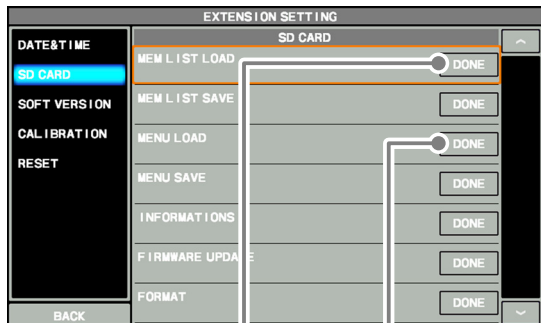 EXTENSION SETTING
DATE&TIME
SD CARD
SOFT VERSION
CALIBRATION
RESET
BACK
SD CARD
MEM LIST LOAD DONE
MEM LIST SAVE DONE
MENU LOAD DONE
MENU SAVE DONE
INFORMATIONS DONE
FIRMWARE UPDATE DONE
FORMAT DONE